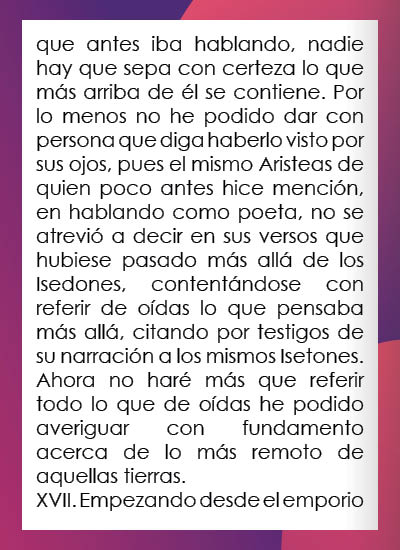 que antes iba hablando, nadie
hay que sepa con certeza lo que
más arriba de él se contiene. Por
lo menos no he podido dar con
persona que diga haberlo visto por
sus ojos, pues el mismo Aristeas de
quien poco antes hice mención,
en hablando como poeta, no se
atrevió a decir en sus versos que
hubiese pasado más allá de los
Isedones, contentándose con
referir de oídas lo que pensaba
más allá, citando por testigos de
su narración a los mismos Isetones.
Ahora no haré más que referir
todo lo que de oídas he podido
averiguar con fundamento
acerca de lo más remoto de
aquellas tierras.
XVII. Empezando desde el emporio